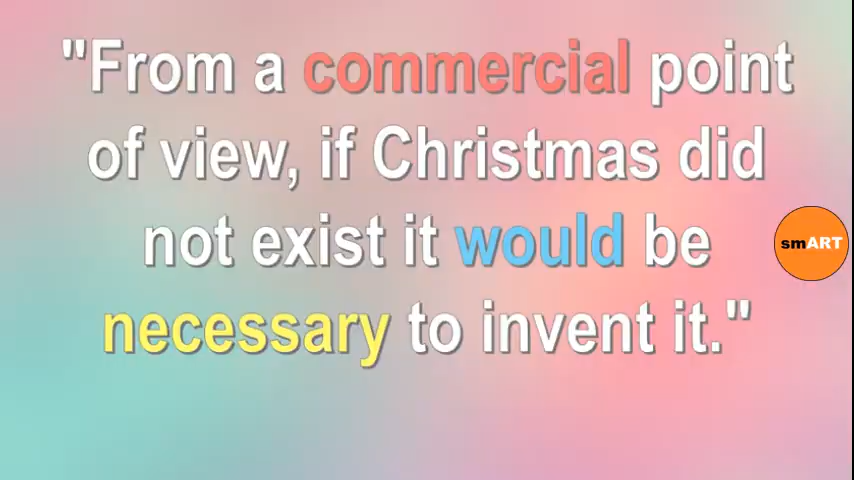 "From a commercial point
of view, if Christmas did
not exist it would be
necessary to invent it."
smART